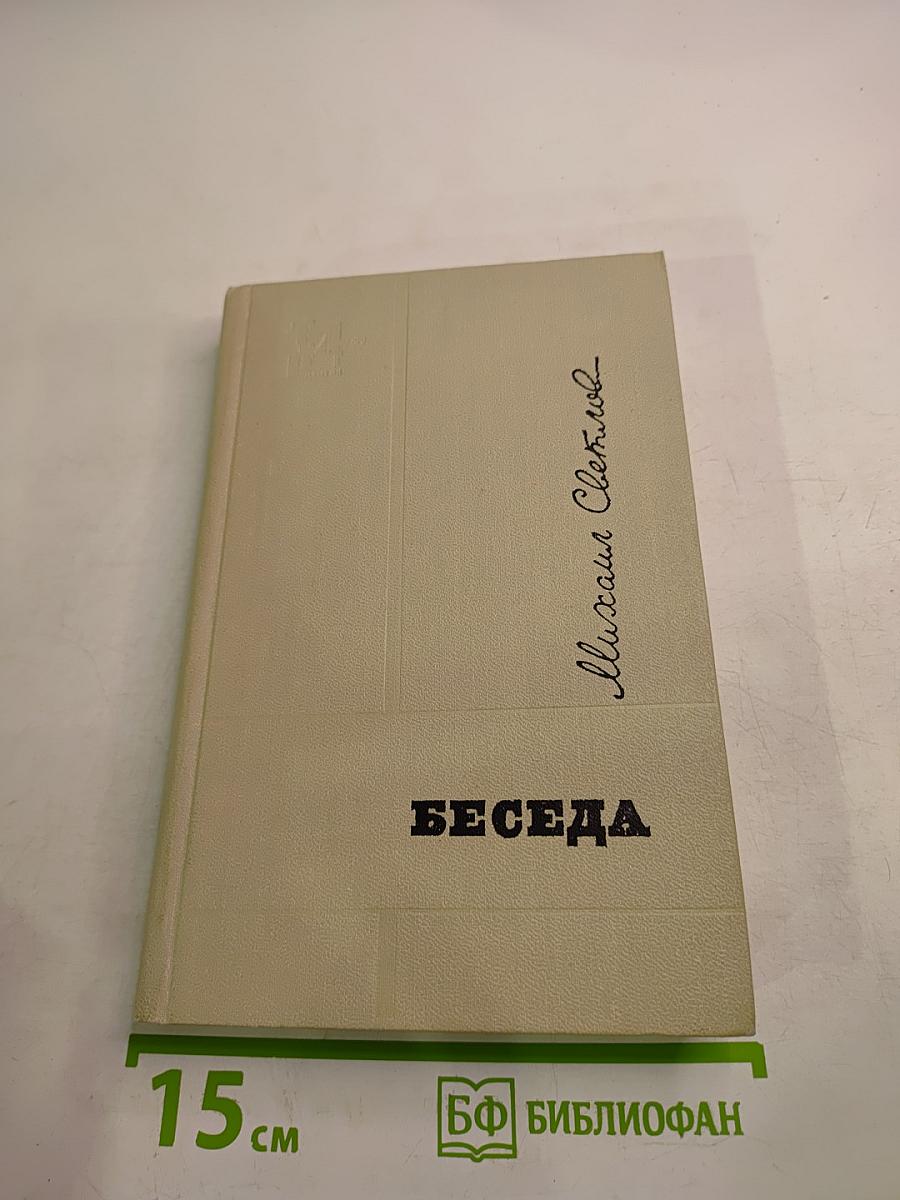 Михаил Светлов
БЕСЕДА
15 см
БФ БИБЛИОФАН